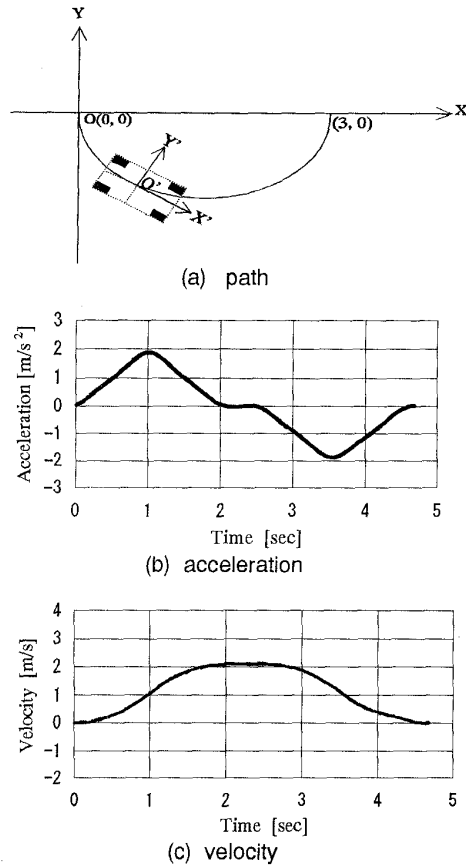 Y
X
O(0, 0)
(3, 0)
Y'
O'
X'
(a) path
3
2
1
0
-1
-2
-3
Acceleration [m/s²]
0 1 2 3 4 5
Time [sec]
(b) acceleration
4
3
2
1
0
-1
-2
Velocity [m/s]
0 1 2 3 4 5
Time [sec]
(c) velocity